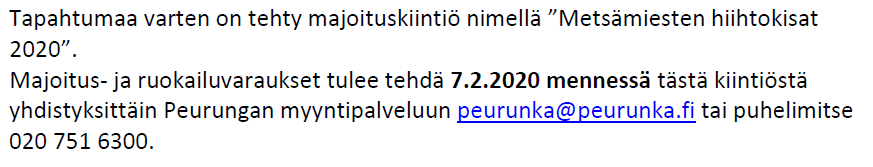 Tapahtumaa varten on tehty majoituskiintiö nimellä ”Metsämiesten hiihtokisat
2020”.
Majoitus- ja ruokailuvaraukset tulee tehdä 7.2.2020 mennessä tästä kiintiöstä
yhdistyksittäin Peurungan myyntipalveluun peurunka@peurunka.fi tai puhelimitse
020 751 6300.